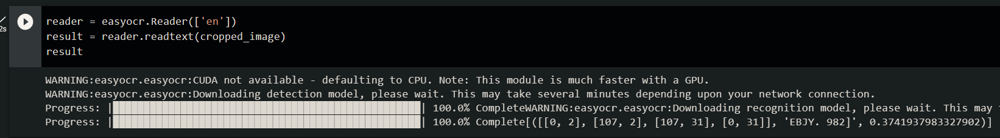 reader = easyocr.Reader(['en'])
2s
result = reader.readtext(cropped_image)
result
WARNING:easyocr.easyocr:CUDA not available - defaulting to CPU. Note: This module is much faster with a GPU.
WARNING:easyocr.easyocr:Downloading detection model, please wait. This may take several minutes depending upon your network connection.
Progress: |██████████████████████████████████████████████████| 100.0% CompleteWARNING:easyocr.easyocr:Downloading recognition model, please wait. This may
Progress: |██████████████████████████████████████████████████| 100.0% Complete[([[0, 2], [107, 2], [107, 31], [0, 31]], 'EBJY. 982]', 0.3741937983327902)]